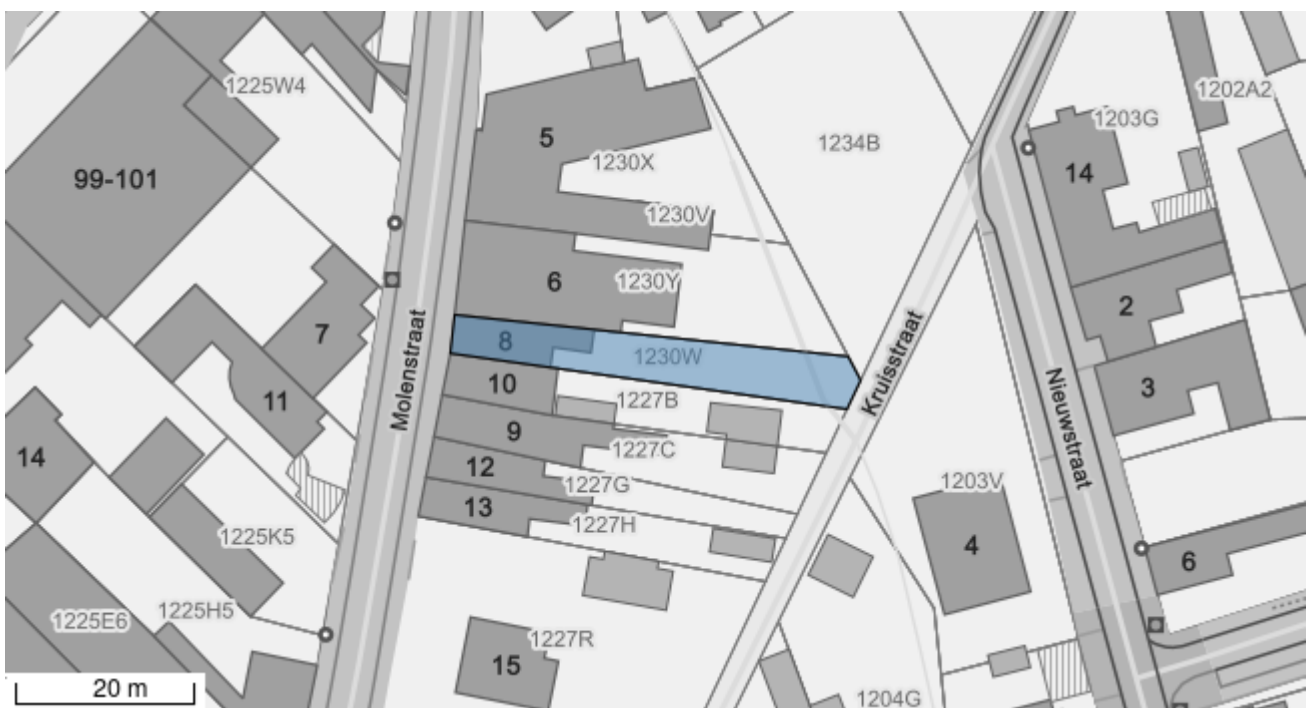 1225W4
1202A2
1203G
5
1234B
1230X
99-101
14
1230V
6
1230Y
2
8
1230W
7
Molenstraat
Kruisstraat
10
3
1227B
11
Nieuwstraat
9
1227C
14
12
1227G
1203V
13
1227H
1225K5
4
6
1225H5
1225E6
1227R
15
20 m
1204G